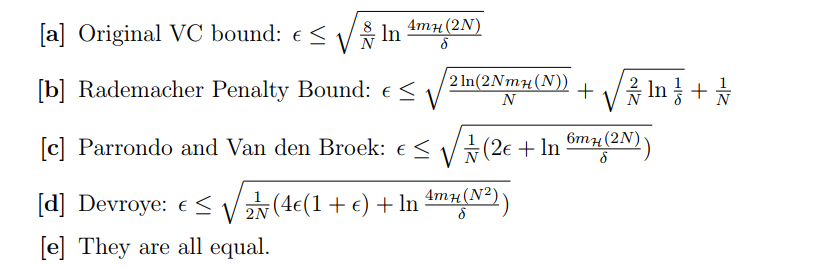 [a] Original VC bound: ϵ ≤ √(8/N ln 4m_H(2N)/δ)
[b] Rademacher Penalty Bound: ϵ ≤ √(2 ln(2Nm_H(N))/N) + √(2/N ln 1/δ) + 1/N
[c] Parrondo and Van den Broek: ϵ ≤ √(1/N (2ϵ + ln 6m_H(2N)/δ))
[d] Devroye: ϵ ≤ √(1/2N (4ϵ(1 + ϵ) + ln 4m_H(N²)/δ))
[e] They are all equal.